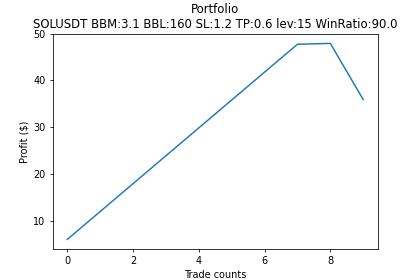 Portfolio
SOLUSDT BBM:3.1 BBL:160 SL:1.2 TP:0.6 lev:15 WinRatio:90.0
50
40
30
20
10
Profit ($)
0 2 4 6 8
Trade counts